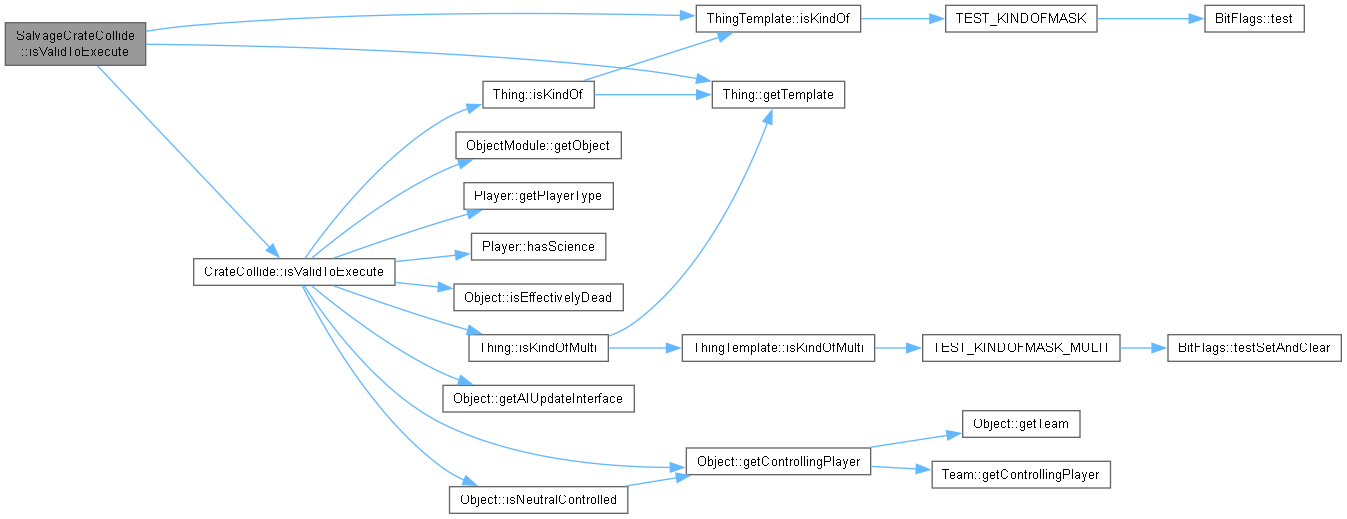 SalvageCrateCollide
::isValidToExecute
ThingTemplate::isKindOf
TEST_KINDOFMASK
BitFlags::test
Thing::isKindOf
Thing::getTemplate
ObjectModule::getObject
Player::getPlayerType
Player::hasScience
CrateCollide::isValidToExecute
Object::isEffectivelyDead
Thing::isKindOfMulti
ThingTemplate::isKindOfMulti
TEST_KINDOFMASK_MULTI
BitFlags::testSetAndClear
Object::getAIUpdateInterface
Object::getTeam
Object::getControllingPlayer
Team::getControllingPlayer
Object::isNeutralControlled